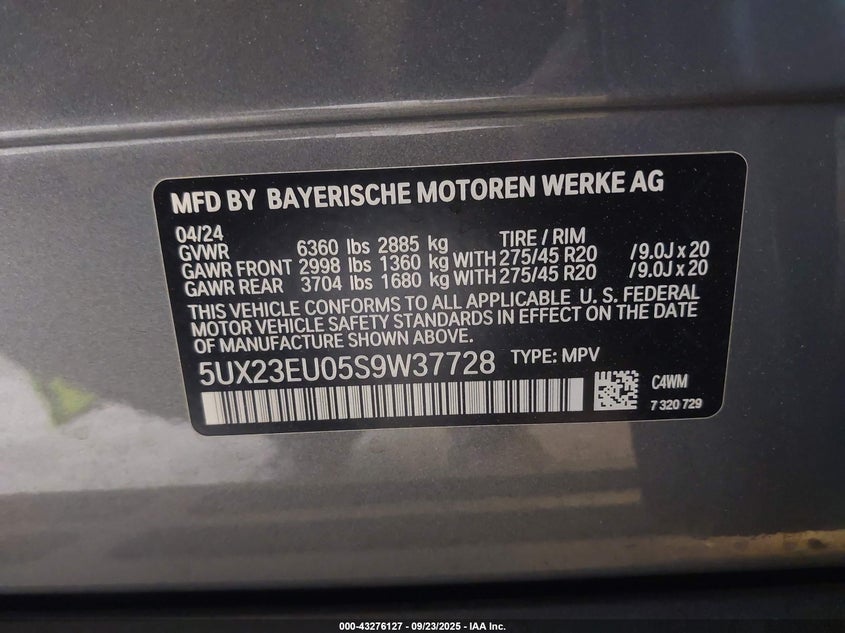 MFD BY BAYERISCHE MOTOREN WERKE AG
04/24 TIRE / RIM
GVWR 6360 lbs 2885 kg
GAWR FRONT 2998 lbs 1360 kg WITH 275/45 R20 /9.0J x 20
GAWR REAR 3704 lbs 1680 kg WITH 275/45 R20 /9.0J x 20
THIS VEHICLE CONFORMS TO ALL APPLICABLE U. S. FEDERAL
MOTOR VEHICLE SAFETY STANDARDS IN EFFECT ON THE DATE
OF MANUFACTURE SHOWN ABOVE.
5UX23EU05S9W37728 TYPE: MPV
C4WM
7 320 729
000-43276127 - 09/23/2025 - IAA Inc.